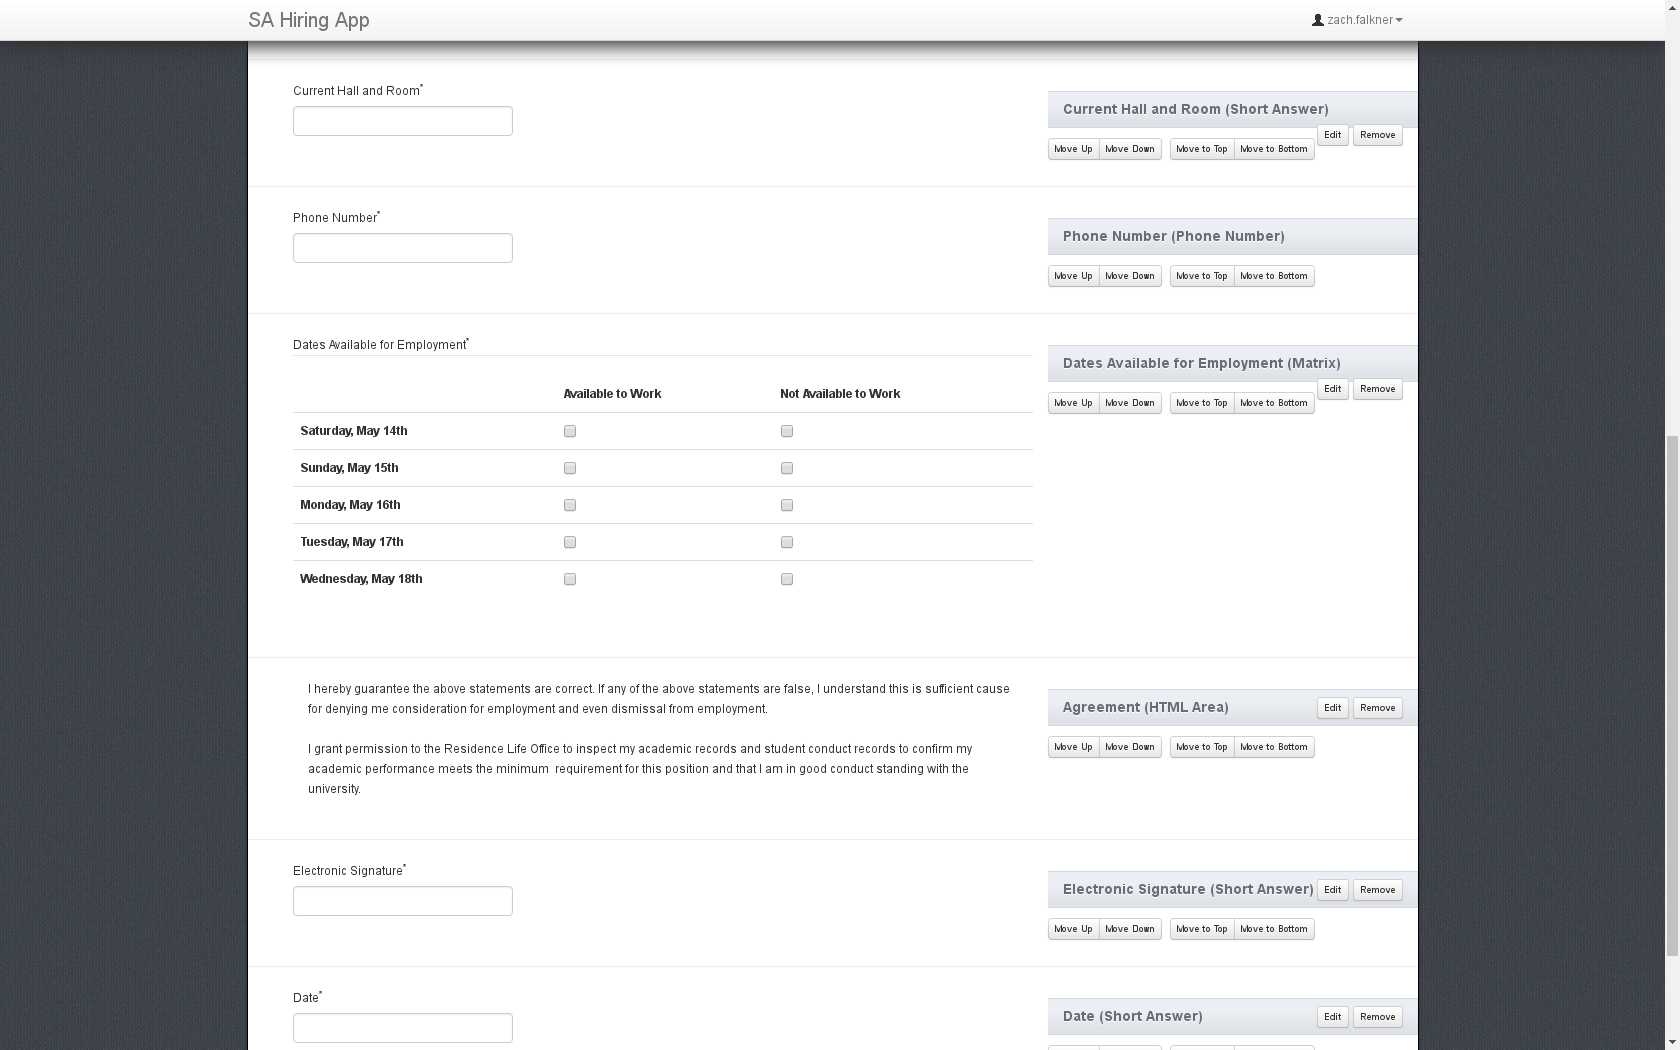 SA Hiring App
zach.falkner
Current Hall and Room*
Current Hall and Room (Short Answer)
Edit Remove
Move Up Move Down Move to Top Move to Bottom
Phone Number*
Phone Number (Phone Number)
Move Up Move Down Move to Top Move to Bottom
Dates Available for Employment*
Dates Available for Employment (Matrix)
Edit Remove
Move Up Move Down Move to Top Move to Bottom
Available to Work Not Available to Work
Saturday, May 14th
Sunday, May 15th
Monday, May 16th
Tuesday, May 17th
Wednesday, May 18th
I hereby guarantee the above statements are correct. If any of the above statements are false, I understand this is sufficient cause
for denying me consideration for employment and even dismissal from employment.
I grant permission to the Residence Life Office to inspect my academic records and student conduct records to confirm my
academic performance meets the minimum  requirement for this position and that I am in good conduct standing with the
university.
Agreement (HTML Area)
Edit Remove
Move Up Move Down Move to Top Move to Bottom
Electronic Signature*
Electronic Signature (Short Answer)
Edit Remove
Move Up Move Down Move to Top Move to Bottom
Date*
Date (Short Answer)
Edit Remove